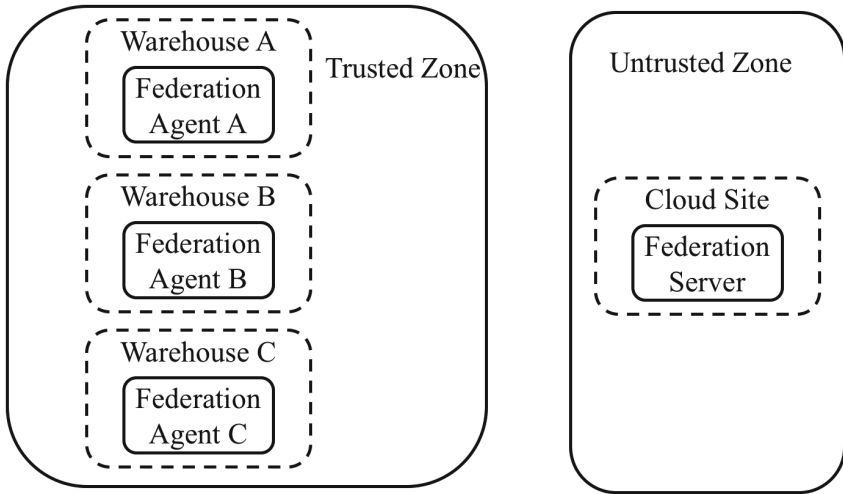 Warehouse A
Federation
Agent A
Trusted Zone
Warehouse B
Federation
Agent B
Warehouse C
Federation
Agent C
Untrusted Zone
Cloud Site
Federation
Server